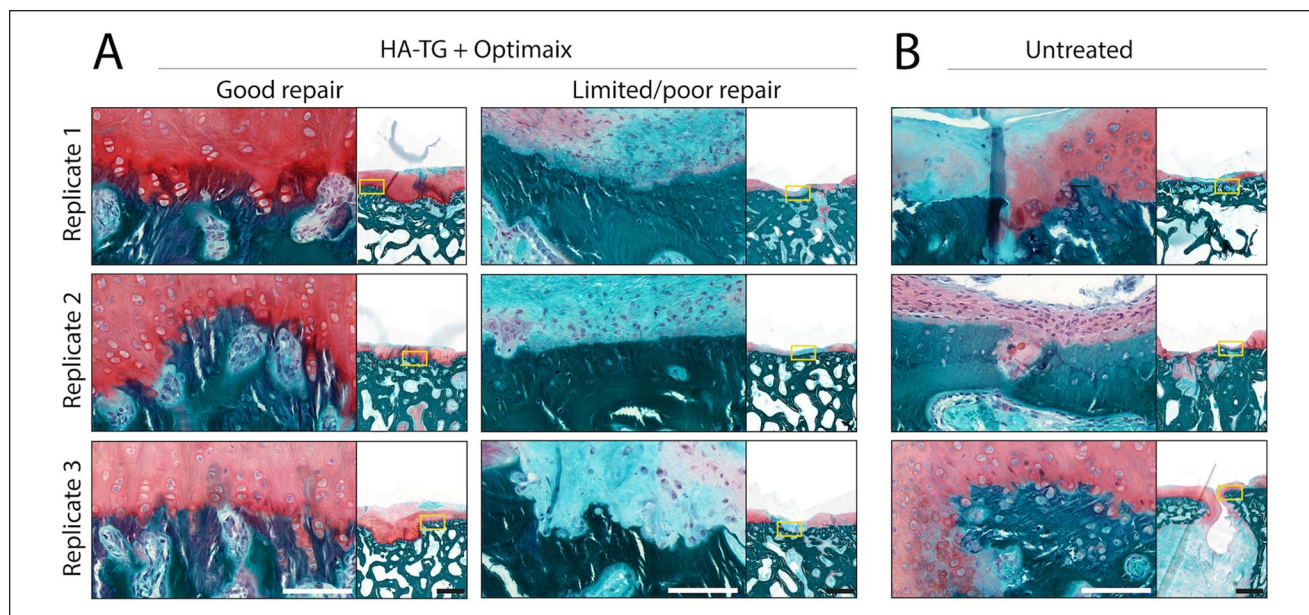 A
HA-TG + Optimaix
B
Untreated
Good repair
Limited/poor repair
Replicate 1
Replicate 2
Replicate 3